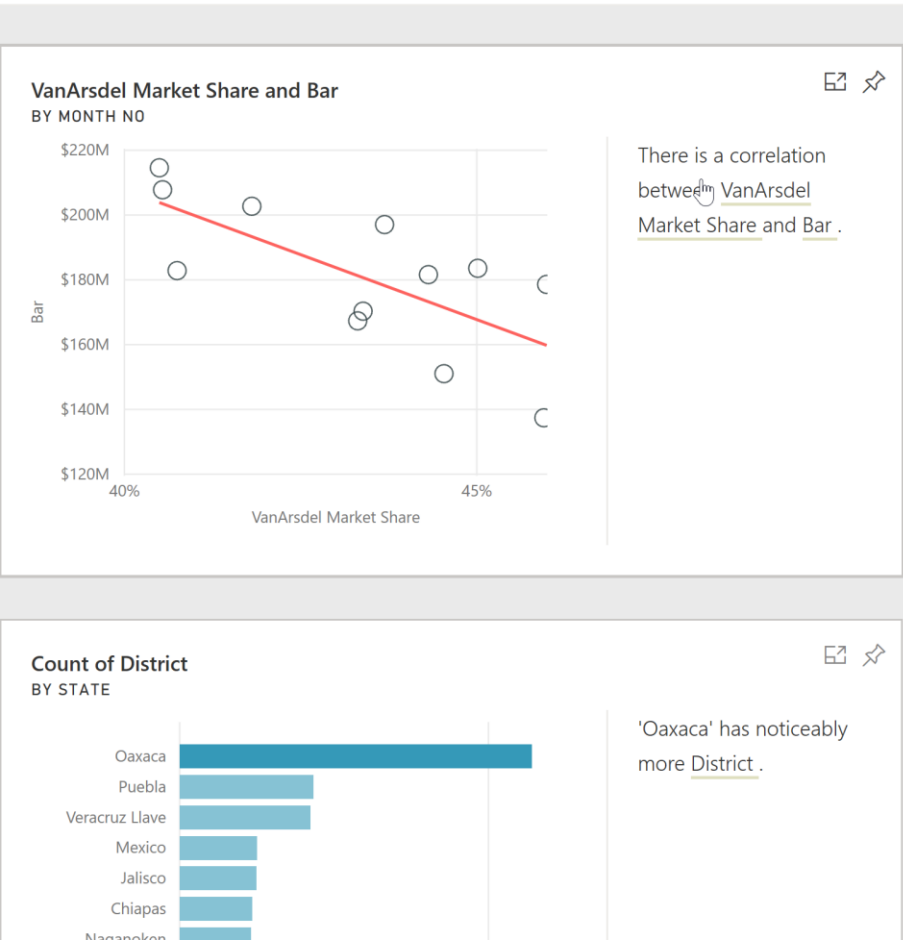 VanArsdel Market Share and Bar
BY MONTH NO
$220M
$200M
$180M
$160M
$140M
$120M
Bar
40%
45%
VanArsdel Market Share
There is a correlation
between VanArsdel
Market Share and Bar .
Count of District
BY STATE
Oaxaca
Puebla
Veracruz Llave
Mexico
Jalisco
Chiapas
'Oaxaca' has noticeably
more District .